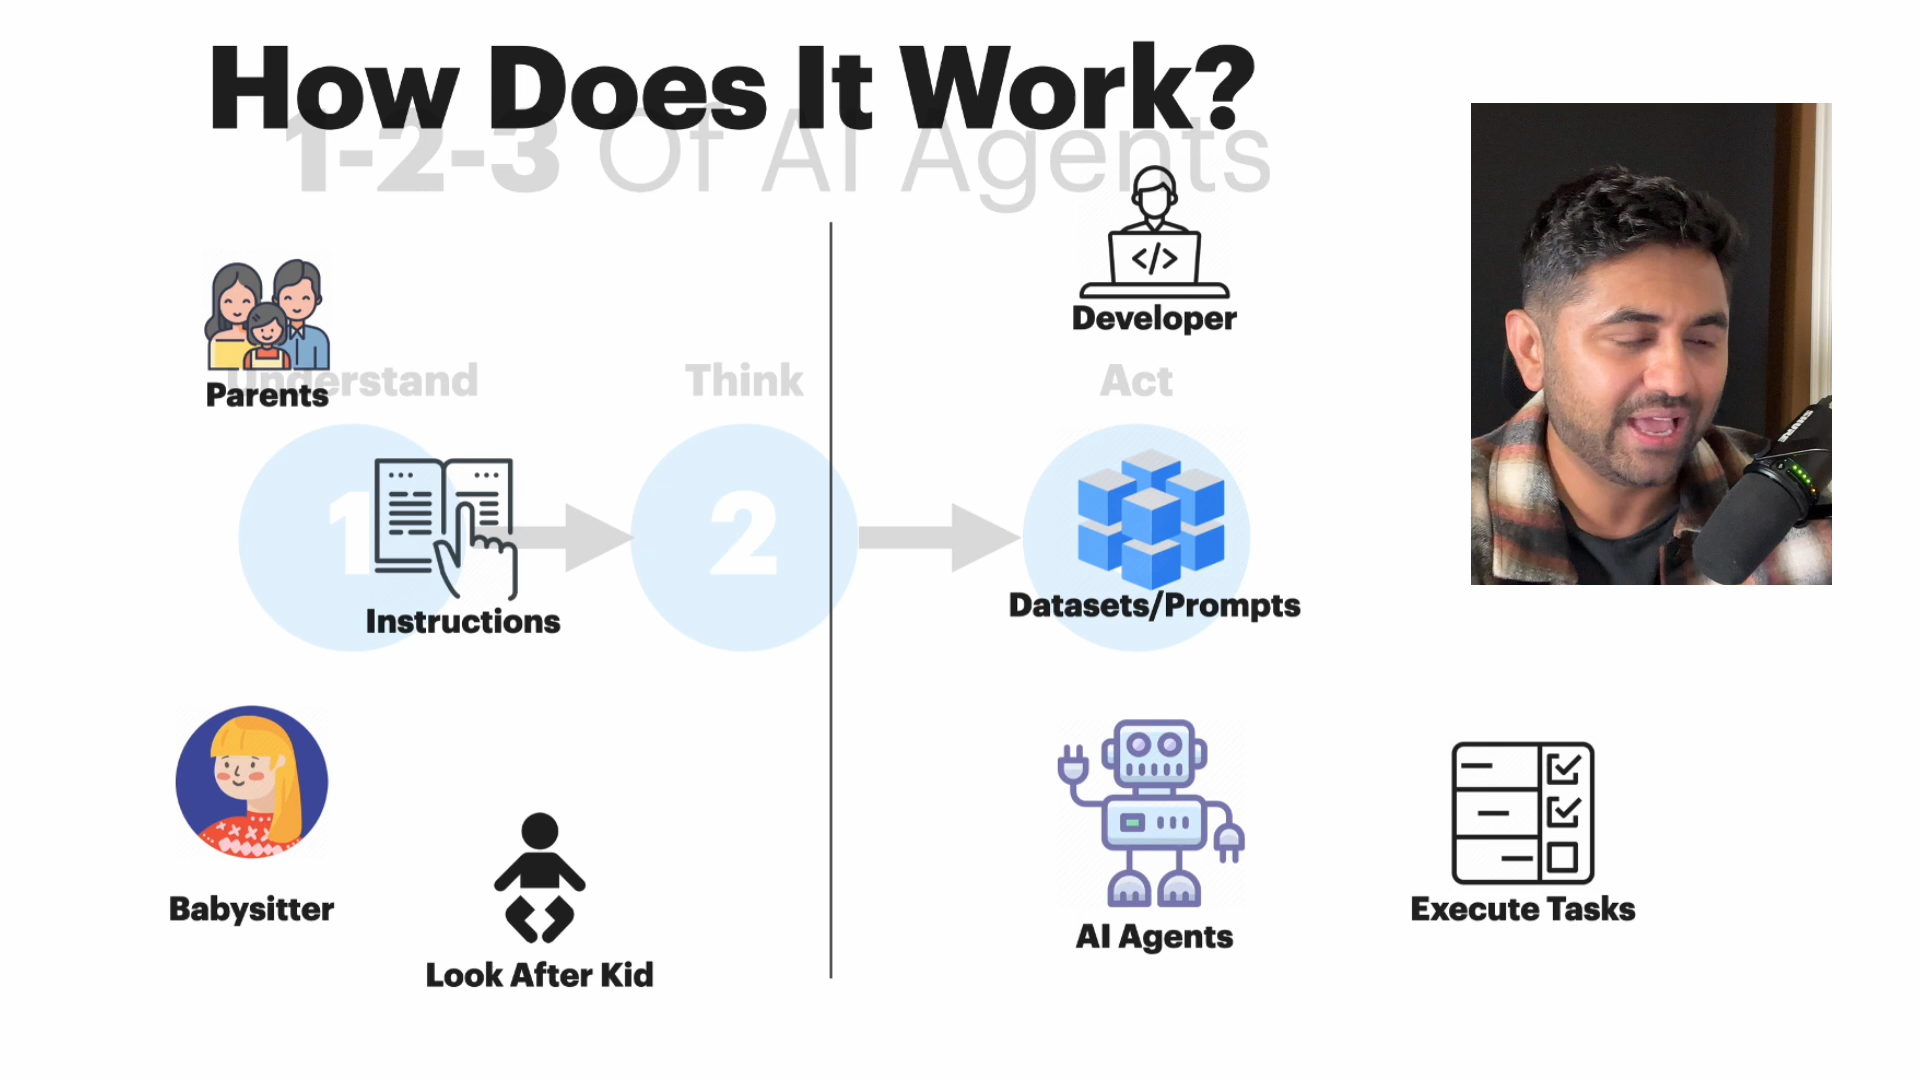 How Does It Work?
1-2-3 Of AI Agents
Parents
Understand
Think
Developer
Act
</>
1
2
Instructions
Datasets/Prompts
Babysitter
Look After Kid
AI Agents
Execute Tasks
SHURE